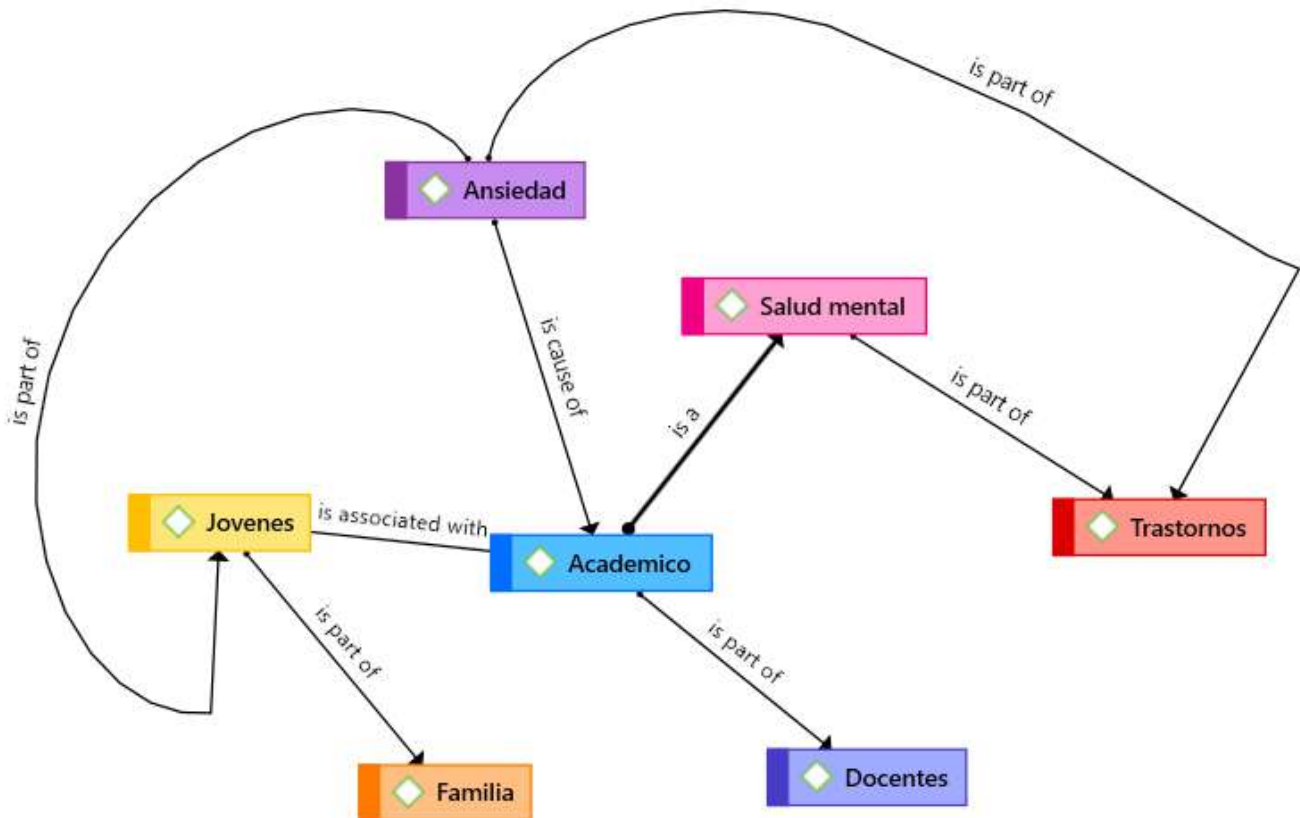 is part of
Ansiedad
Salud mental
is part of
is cause of
is part of
is a
Jovenes
is associated with
Academico
Trastornos
is part of
is part of
Familia
Docentes